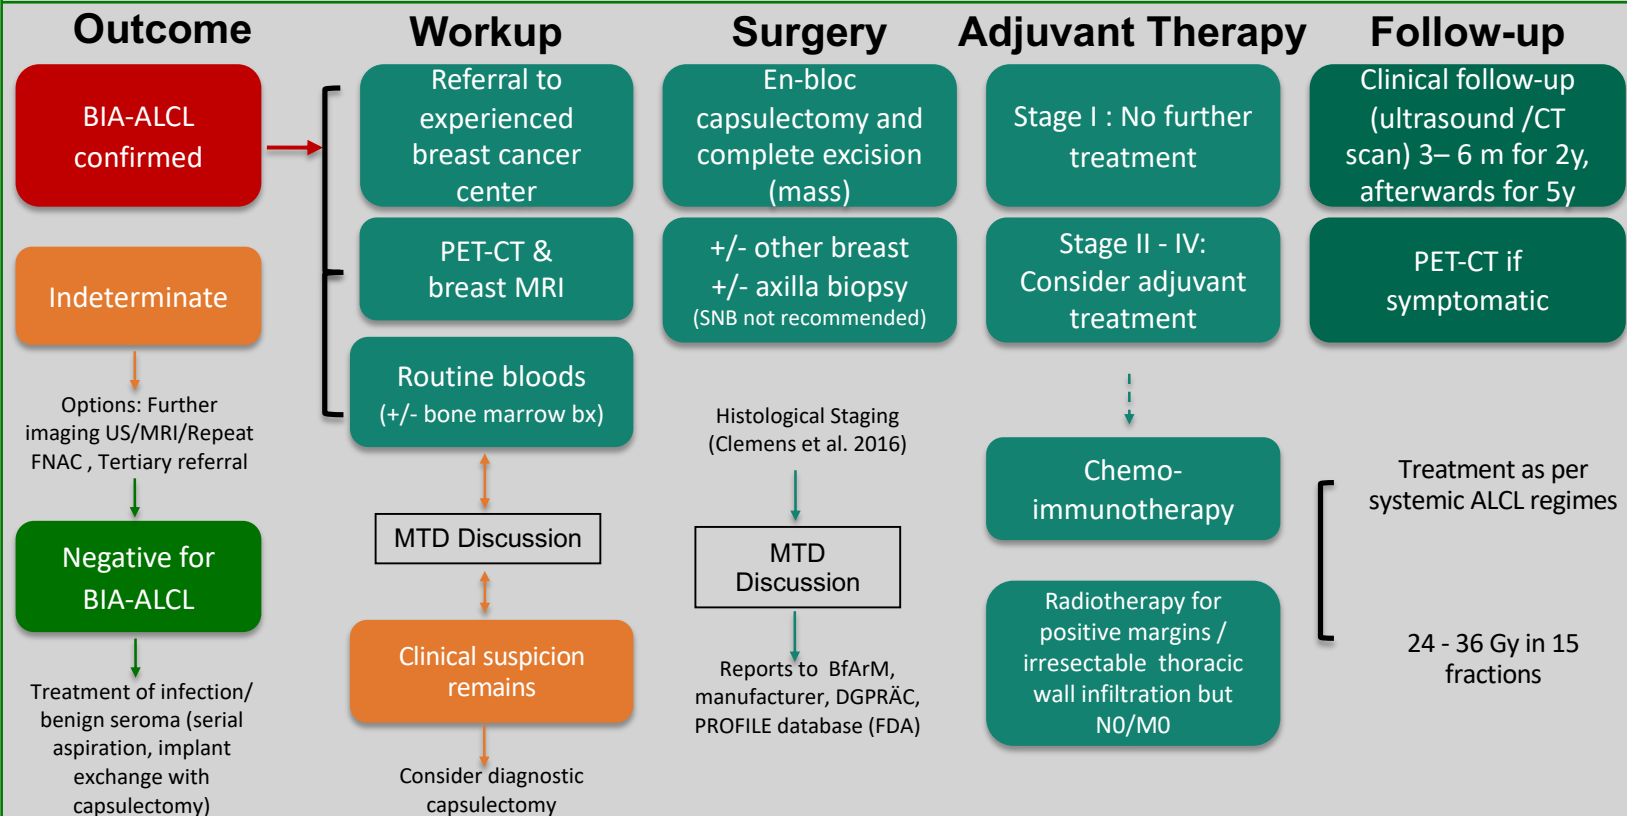 Outcome
BIA-ALCL
confirmed
Indeterminate
Options: Further
imaging US/MRI/Repeat
FNAC , Tertiary referral
Negative for
BIA-ALCL
Treatment of infection/
benign seroma (serial
aspiration, implant
exchange with
capsulectomy)
Workup
Referral to
experienced
breast cancer
center
PET-CT &
breast MRI
Routine bloods
(+/- bone marrow bx)
MTD Discussion
Clinical suspicion
remains
Consider diagnostic
capsulectomy
Surgery
En-bloc
capsulectomy and
complete excision
(mass)
+/- other breast
+/- axilla biopsy
(SNB not recommended)
Histological Staging
(Clemens et al. 2016)
MTD
Discussion
Reports to BfArM,
manufacturer, DGPRÄC,
PROFILE database (FDA)
Adjuvant Therapy
Stage I : No further
treatment
Stage II - IV:
Consider adjuvant
treatment
Chemo-
immunotherapy
Radiotherapy for
positive margins /
irresectable thoracic
wall infiltration but
N0/M0
Follow-up
Clinical follow-up
(ultrasound /CT
scan) 3– 6 m for 2y,
afterwards for 5y
PET-CT if
symptomatic
Treatment as per
systemic ALCL regimes
24 - 36 Gy in 15
fractions